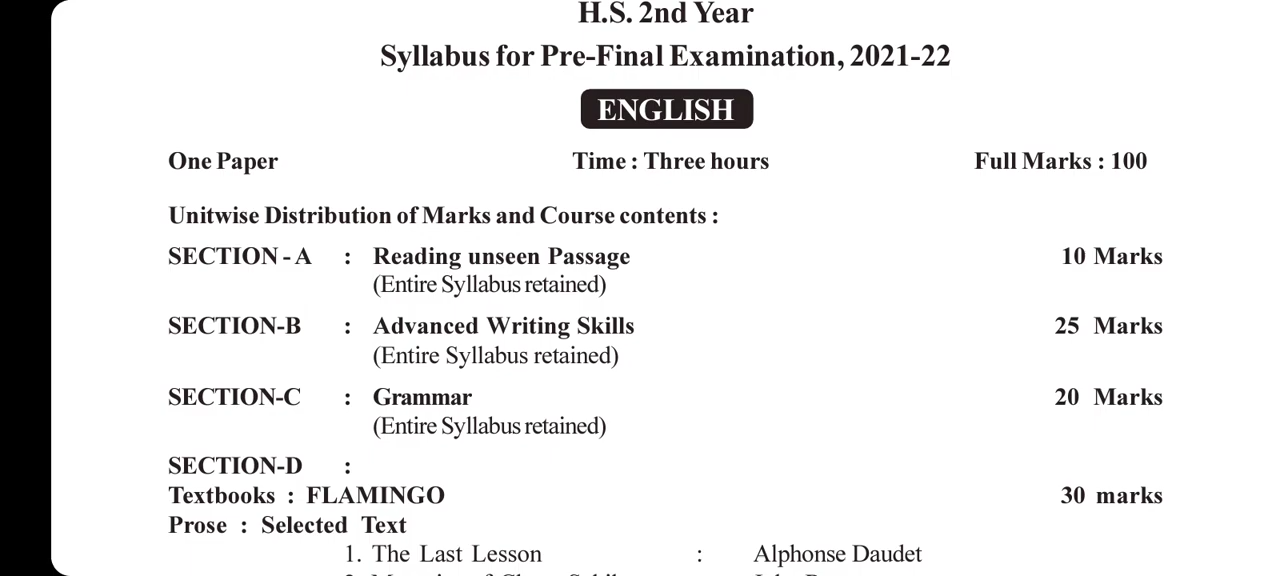 H.S. 2nd Year
Syllabus for Pre-Final Examination, 2021-22
ENGLISH
One Paper Time : Three hours Full Marks : 100
Unitwise Distribution of Marks and Course contents :
SECTION - A : Reading unseen Passage 10 Marks
(Entire Syllabus retained)
SECTION-B : Advanced Writing Skills 25 Marks
(Entire Syllabus retained)
SECTION-C : Grammar 20 Marks
(Entire Syllabus retained)
SECTION-D :
Textbooks : FLAMINGO 30 marks
Prose : Selected Text
1. The Last Lesson : Alphonse Daudet